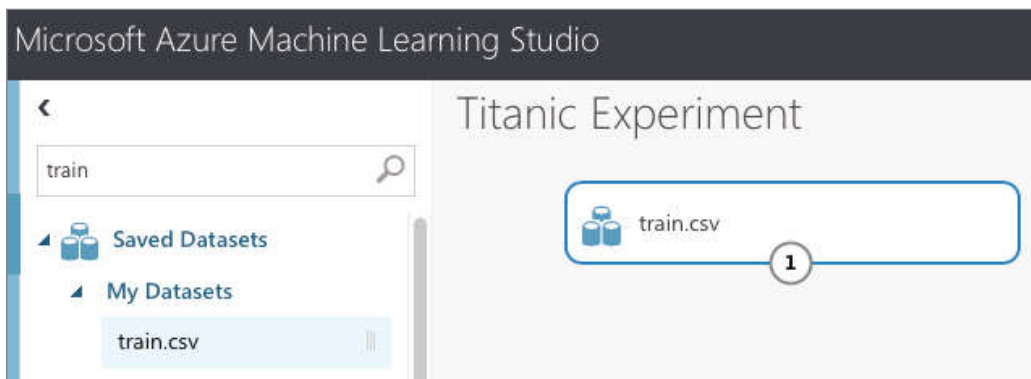 Microsoft Azure Machine Learning Studio
Titanic Experiment
train
Saved Datasets
My Datasets
train.csv
train.csv
1